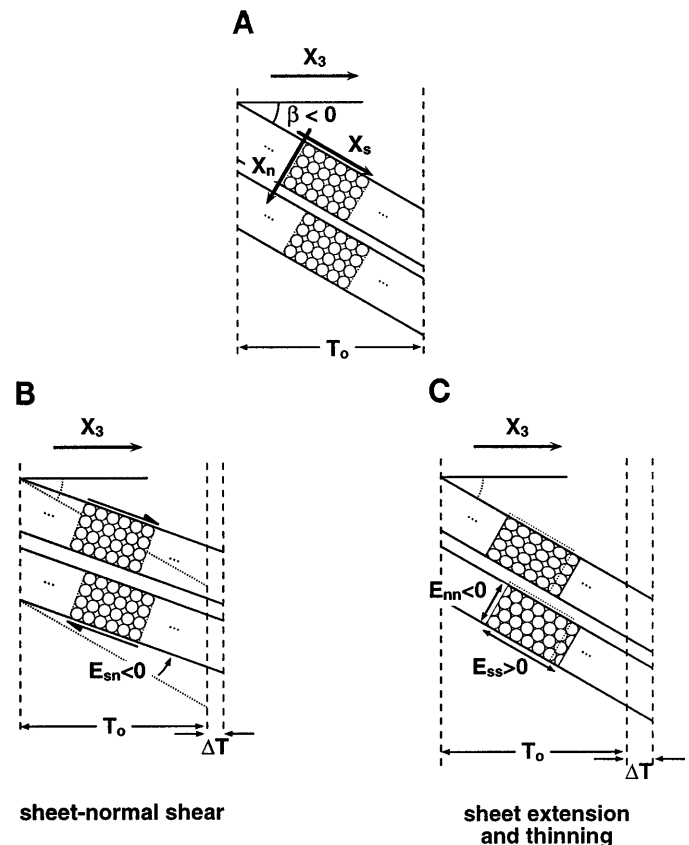 A
X₃
β < 0
...
Xₛ
Xₙ
...
...
...
Tₒ
B
X₃
...
...
...
...
Eₛₙ<0
Tₒ
ΔT
sheet-normal shear
C
X₃
...
...
Eₙₙ<0
...
Eₛₛ>0
Tₒ
ΔT
sheet extension
and thinning